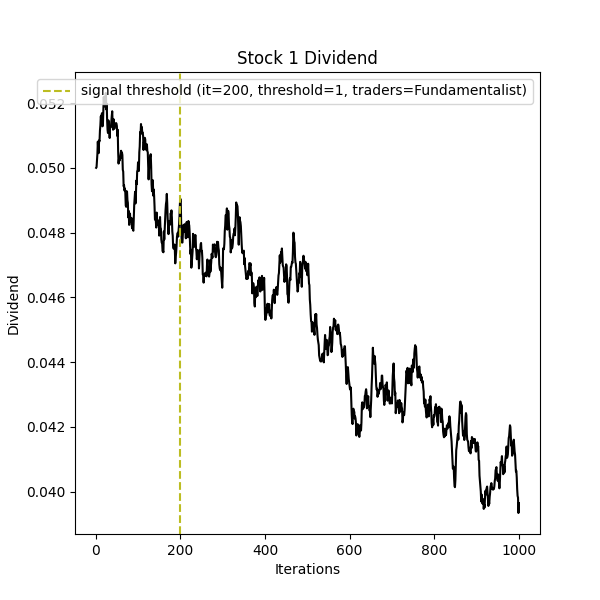 Stock 1 Dividend
signal threshold (it=200, threshold=1, traders=Fundamentalist)
0.052
0.050
0.048
0.046
0.044
0.042
0.040
Dividend
0 200 400 600 800 1000
Iterations